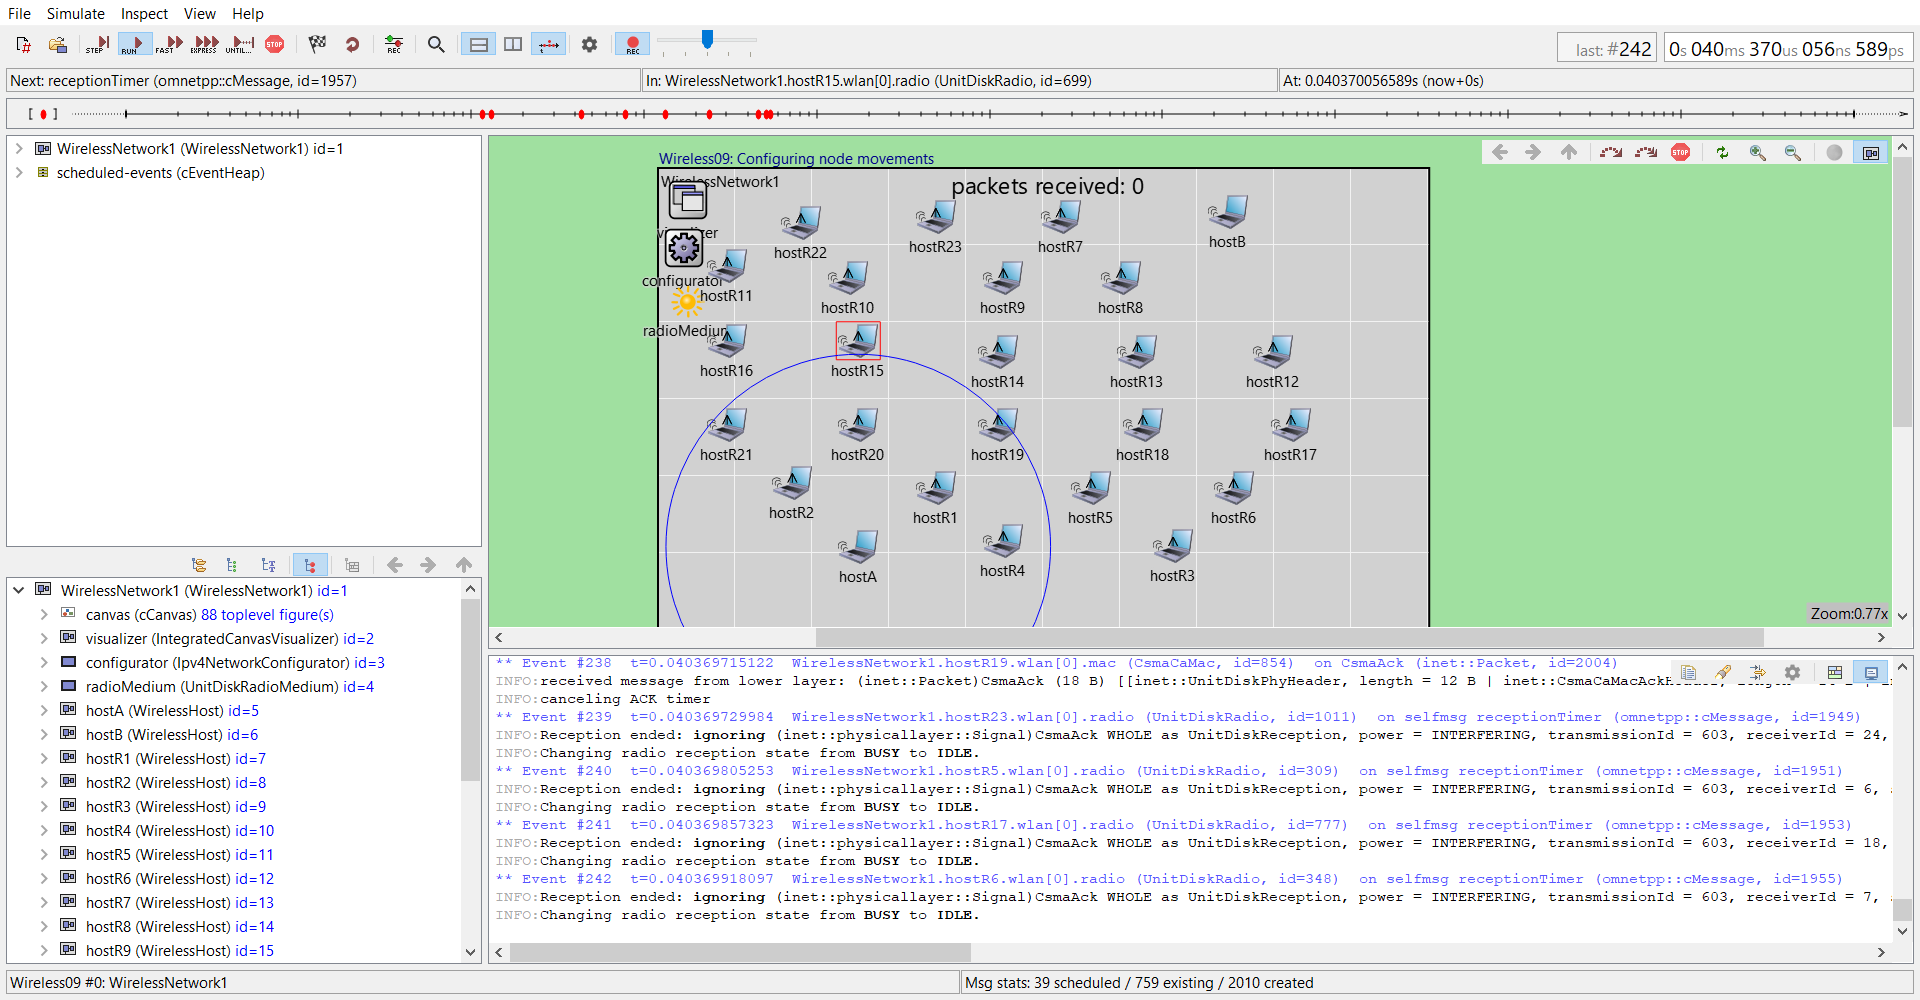 File Simulate Inspect View Help
STEP RUN FAST EXPRESS UNTIL... STOP REC REC
last: #242 0s 040ms 370us 056ns 589ps
Next: receptionTimer (omnetpp::cMessage, id=1957) In: WirelessNetwork1.hostR15.wlan[0].radio (UnitDiskRadio, id=699) At: 0.040370056589s (now+0s)
WirelessNetwork1 (WirelessNetwork1) id=1
scheduled-events (cEventHeap)
WirelessNetwork1 (WirelessNetwork1) id=1
canvas (cCanvas) 88 toplevel figure(s)
visualizer (IntegratedCanvasVisualizer) id=2
configurator (Ipv4NetworkConfigurator) id=3
radioMedium (UnitDiskRadioMedium) id=4
hostA (WirelessHost) id=5
hostB (WirelessHost) id=6
hostR1 (WirelessHost) id=7
hostR2 (WirelessHost) id=8
hostR3 (WirelessHost) id=9
hostR4 (WirelessHost) id=10
hostR5 (WirelessHost) id=11
hostR6 (WirelessHost) id=12
hostR7 (WirelessHost) id=13
hostR8 (WirelessHost) id=14
hostR9 (WirelessHost) id=15
Wireless09: Configuring node movements
STOP
WirelessNetwork1
packets received: 0
visualizer
hostR22 hostR23 hostR7 hostB
configurator
hostR11 hostR10 hostR9 hostR8
radioMedium
hostR16 hostR15 hostR14 hostR13 hostR12
hostR21 hostR20 hostR19 hostR18 hostR17
hostR2 hostR1 hostR5 hostR6
hostA hostR4 hostR3
Zoom:0.77x
** Event #238 t=0.040369715122 WirelessNetwork1.hostR19.wlan[0].mac (CsmaCaMac, id=854) on CsmaAck (inet::Packet, id=2004)
INFO:received message from lower layer: (inet::Packet)CsmaAck (18 B) [[inet::UnitDiskPhyHeader, length = 12 B | inet::CsmaCaMacAckHeader,
INFO:canceling ACK timer
** Event #239 t=0.040369729984 WirelessNetwork1.hostR23.wlan[0].radio (UnitDiskRadio, id=1011) on selfmsg receptionTimer (omnetpp::cMessage, id=1949)
INFO:Reception ended: ignoring (inet::physicallayer::Signal)CsmaAck WHOLE as UnitDiskReception, power = INTERFERING, transmissionId = 603, receiverId = 24,
INFO:Changing radio reception state from BUSY to IDLE.
** Event #240 t=0.040369805253 WirelessNetwork1.hostR5.wlan[0].radio (UnitDiskRadio, id=309) on selfmsg receptionTimer (omnetpp::cMessage, id=1951)
INFO:Reception ended: ignoring (inet::physicallayer::Signal)CsmaAck WHOLE as UnitDiskReception, power = INTERFERING, transmissionId = 603, receiverId = 6,
INFO:Changing radio reception state from BUSY to IDLE.
** Event #241 t=0.040369857323 WirelessNetwork1.hostR17.wlan[0].radio (UnitDiskRadio, id=777) on selfmsg receptionTimer (omnetpp::cMessage, id=1953)
INFO:Reception ended: ignoring (inet::physicallayer::Signal)CsmaAck WHOLE as UnitDiskReception, power = INTERFERING, transmissionId = 603, receiverId = 18,
INFO:Changing radio reception state from BUSY to IDLE.
** Event #242 t=0.040369918097 WirelessNetwork1.hostR6.wlan[0].radio (UnitDiskRadio, id=348) on selfmsg receptionTimer (omnetpp::cMessage, id=1955)
INFO:Reception ended: ignoring (inet::physicallayer::Signal)CsmaAck WHOLE as UnitDiskReception, power = INTERFERING, transmissionId = 603, receiverId = 7,
INFO:Changing radio reception state from BUSY to IDLE.
Wireless09 #0: WirelessNetwork1 Msg stats: 39 scheduled / 759 existing / 2010 created